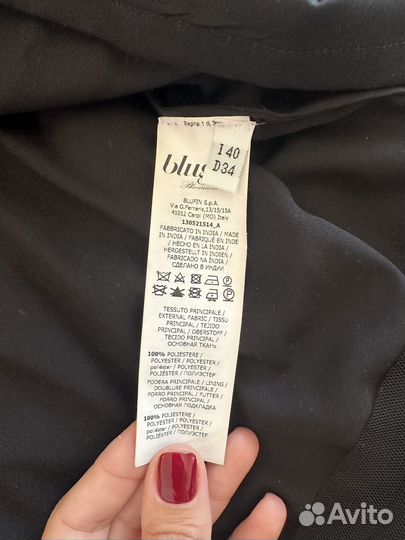 Pagina 1 di
I 40
D34
BLUFIN S.p.A.
Via G.Ferraris,13/15/15A
41012 Carpi (MO) Italy
130521514_A
FABBRICATO IN INDIA / MADE
IN INDIA / FABRIQUÉ EN INDE
/ HECHO EN LA INDIA /
HERGESTELLT IN INDIEN /
FABRICADO NA ÍNDIA /
СДЕЛАНО В ИНДИИ
TESSUTO PRINCIPALE /
EXTERNAL FABRIC / TISSU
PRINCIPAL / TEJIDO
PRINCIPAL / OBERSTOFF /
TECIDO PRINCIPAL /
ОСНОВНАЯ ТКАНЬ
100% POLIESTERE /
POLYESTER / POLYESTER /
poliéster / POLYESTER /
POLIÉSTER / ПОЛИЭСТЕР
FODERA PRINCIPALE / LINING
/ DOUBLURE PRINCIPALE /
FORRO PRINCIPAL / FUTTER /
FORRO PRINCIPAL /
ОСНОВНАЯ ПОДКЛАДКА
100% POLIESTERE /
POLYESTER / POLYESTER /
poliéster / POLYESTER /
POLIÉSTER / ПОЛИЭСТЕР
Avito